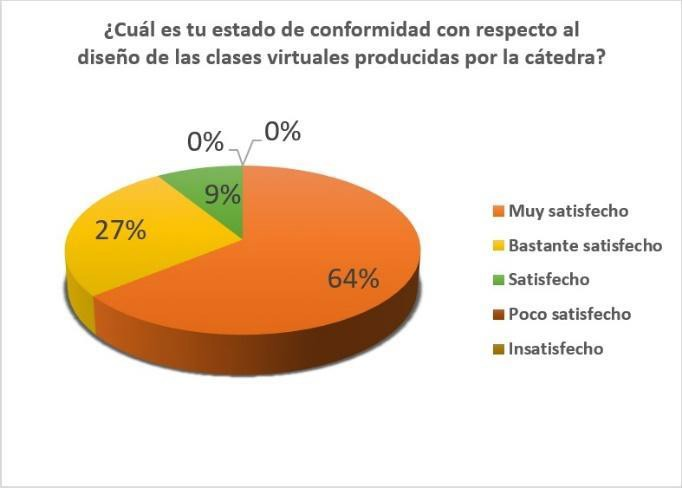 ¿Cuál es tu estado de conformidad con respecto al
diseño de las clases virtuales producidas por la cátedra?
0%
0%
9%
27%
64%
Muy satisfecho
Bastante satisfecho
Satisfecho
Poco satisfecho
Insatisfecho